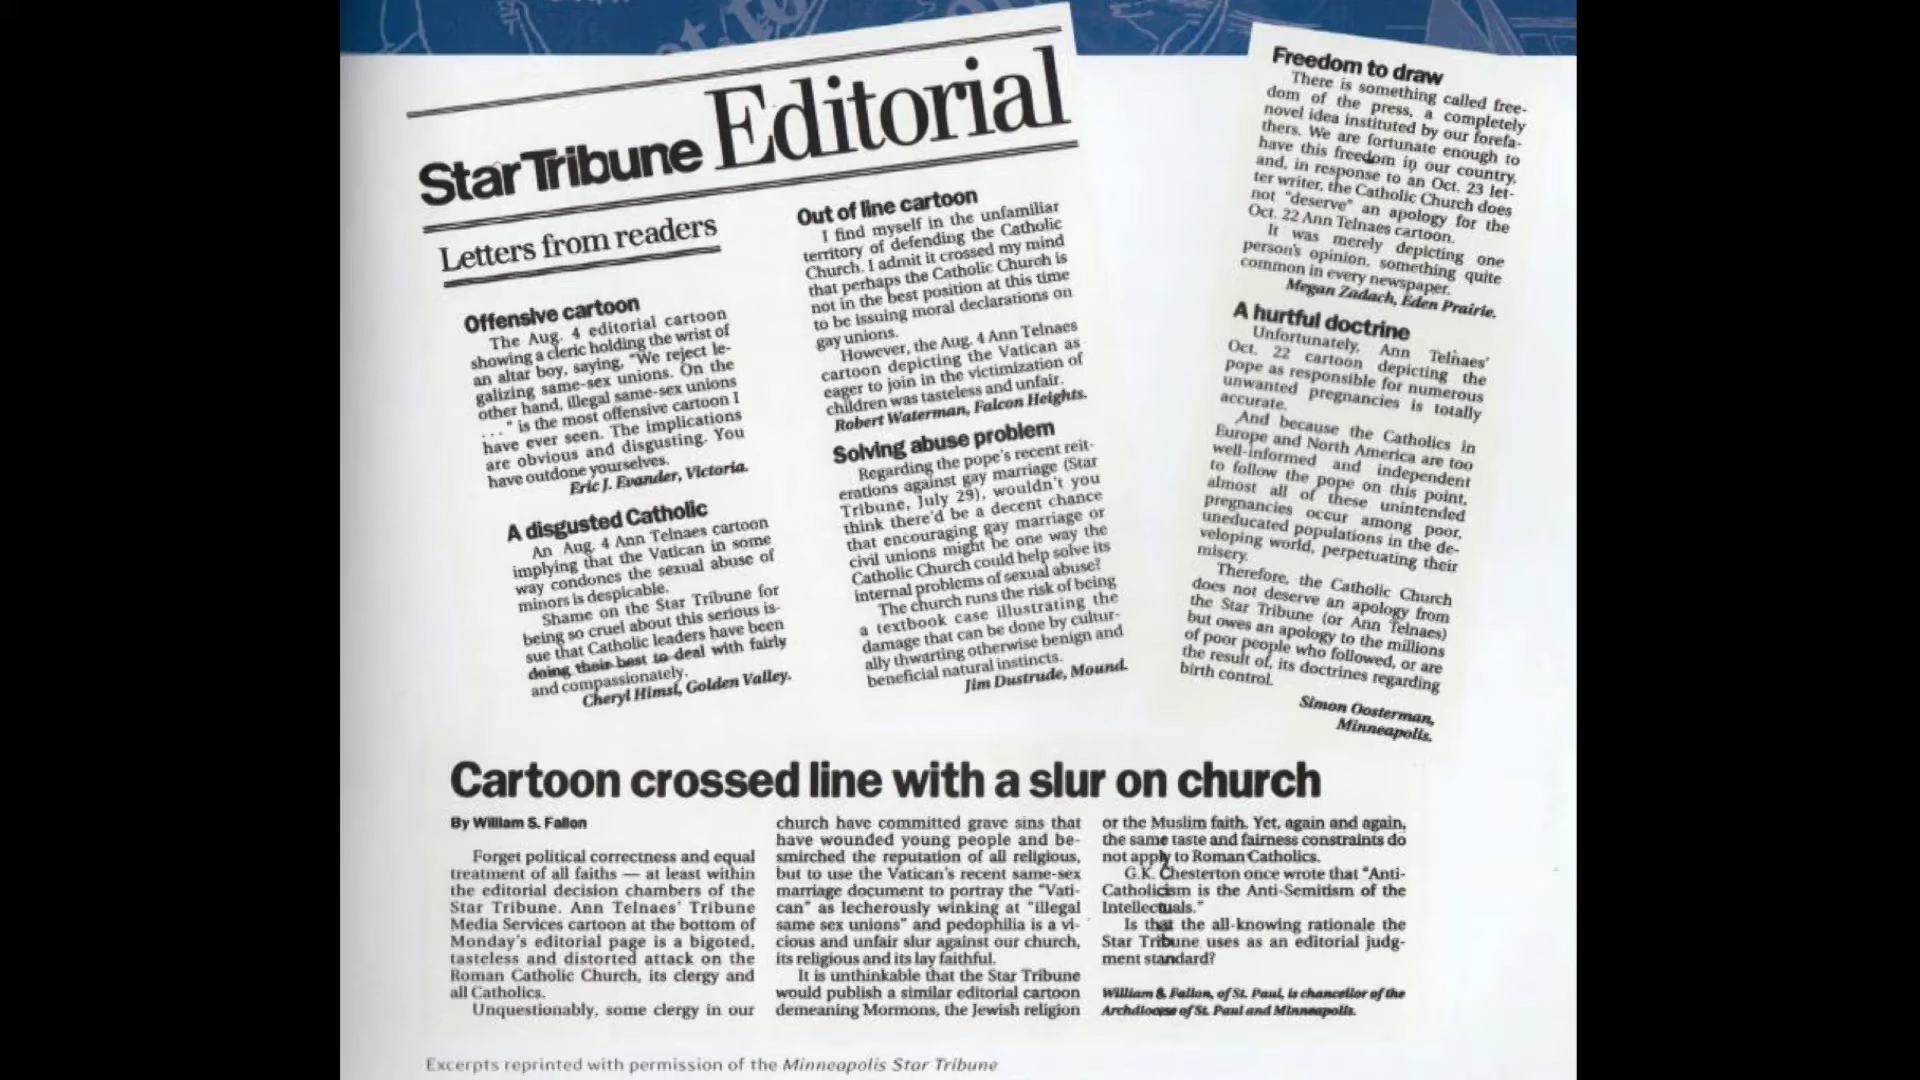 Star Tribune Editorial
Letters from readers
Offensive cartoon
The Aug. 4 editorial cartoon
showing a cleric holding the wrist of
an altar boy, saying, "We reject le-
galizing same-sex unions. On the
other hand, illegal same-sex unions
. . . " is the most offensive cartoon I
have ever seen. The implications
are obvious and disgusting. You
have outdone yourselves.
Eric J. Evander, Victoria.
A disgusted Catholic
An Aug. 4 Ann Telnaes cartoon
implying that the Vatican in some
way condones the sexual abuse of
minors is despicable.
Shame on the Star Tribune for
being so cruel about this serious is-
sue that Catholic leaders have been
doing their best to deal with fairly
and compassionately.
Cheryl Himsl, Golden Valley.
Out of line cartoon
I find myself in the unfamiliar
territory of defending the Catholic
Church. I admit it crossed my mind
that perhaps the Catholic Church is
not in the best position at this time
to be issuing moral declarations on
gay unions.
However, the Aug. 4 Ann Telnaes
cartoon depicting the Vatican as
eager to join in the victimization of
children was tasteless and unfair.
Robert Waterman, Falcon Heights.
Solving abuse problem
Regarding the pope's recent reit-
erations against gay marriage (Star
Tribune, July 29), wouldn't you
think there'd be a decent chance
that encouraging gay marriage or
civil unions might be one way the
Catholic Church could help solve its
internal problems of sexual abuse?
The church runs the risk of being
a textbook case illustrating the
damage that can be done by cultur-
ally thwarting otherwise benign and
beneficial natural instincts.
Jim Dustrude, Mound.
Freedom to draw
There is something called free-
dom of the press, a completely
novel idea instituted by our forefa-
thers. We are fortunate enough to
have this freedom in our country,
and, in response to an Oct. 23 let-
ter writer, the Catholic Church does
not "deserve" an apology for the
Oct. 22 Ann Telnaes cartoon.
It was merely depicting one
person's opinion, something quite
common in every newspaper.
Megan Zadach, Eden Prairie.
A hurtful doctrine
Unfortunately, Ann Telnaes'
Oct. 22 cartoon depicting the
pope as responsible for numerous
unwanted pregnancies is totally
accurate.
And because the Catholics in
Europe and North America are too
well-informed and independent
to follow the pope on this point,
almost all of these unintended
pregnancies occur among poor,
uneducated populations in the de-
veloping world, perpetuating their
misery.
Therefore, the Catholic Church
does not deserve an apology from
the Star Tribune (or Ann Telnaes)
but owes an apology to the millions
of poor people who followed, or are
the result of, its doctrines regarding
birth control.
Simon Oosterman,
Minneapolis.
Cartoon crossed line with a slur on church
By William S. Fallon
Forget political correctness and equal
treatment of all faiths — at least within
the editorial decision chambers of the
Star Tribune. Ann Telnaes' Tribune
Media Services cartoon at the bottom of
Monday's editorial page is a bigoted,
tasteless and distorted attack on the
Roman Catholic Church, its clergy and
all Catholics.
Unquestionably, some clergy in our
church have committed grave sins that
have wounded young people and be-
smirched the reputation of all religious,
but to use the Vatican's recent same-sex
marriage document to portray the "Vati-
can" as lecherously winking at "illegal
same sex unions" and pedophilia is a vi-
cious and unfair slur against our church,
its religious and its lay faithful.
It is unthinkable that the Star Tribune
would publish a similar editorial cartoon
demeaning Mormons, the Jewish religion
or the Muslim faith. Yet, again and again,
the same taste and fairness constraints do
not apply to Roman Catholics.
G.K. Chesterton once wrote that "Anti-
Catholicism is the Anti-Semitism of the
Intellectuals."
Is that the all-knowing rationale the
Star Tribune uses as an editorial judg-
ment standard?
William S. Fallon, of St. Paul, is chancellor of the
Archdiocese of St. Paul and Minneapolis.
Excerpts reprinted with permission of the Minneapolis Star Tribune